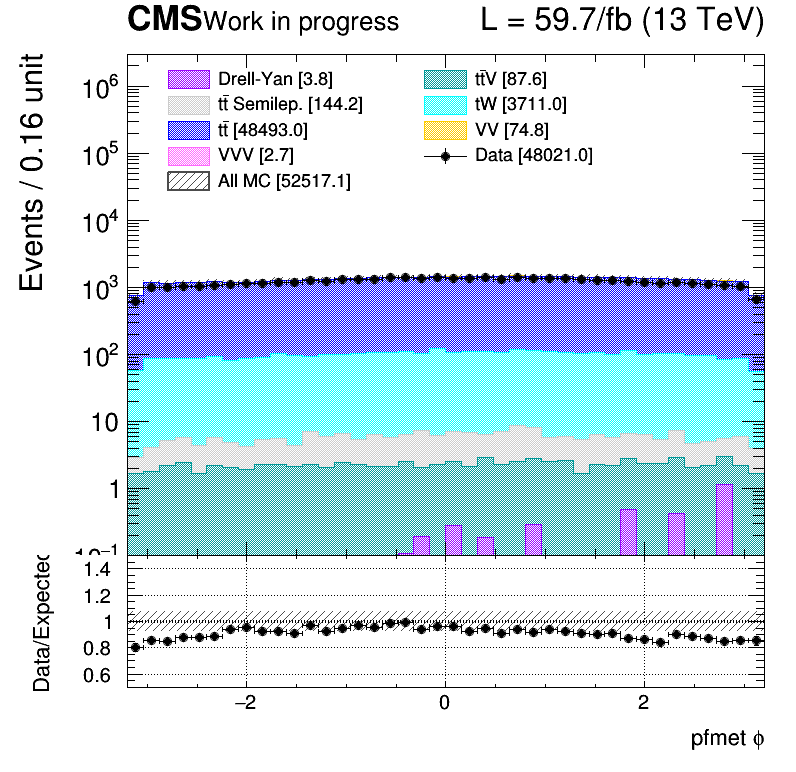 CMS Work in progress L = 59.7/fb (13 TeV)
Events / 0.16 unit
Drell-Yan [3.8]
tt̄V [87.6]
tt̄ Semilep. [144.2]
tW [3711.0]
tt̄ [48493.0]
VV [74.8]
VVV [2.7]
Data [48021.0]
All MC [52517.1]
10⁶
10⁵
10⁴
10³
10²
10
1
10⁻¹
Data/Expected
1.4
1.2
1
0.8
0.6
−2 0 2
pfmet ϕ